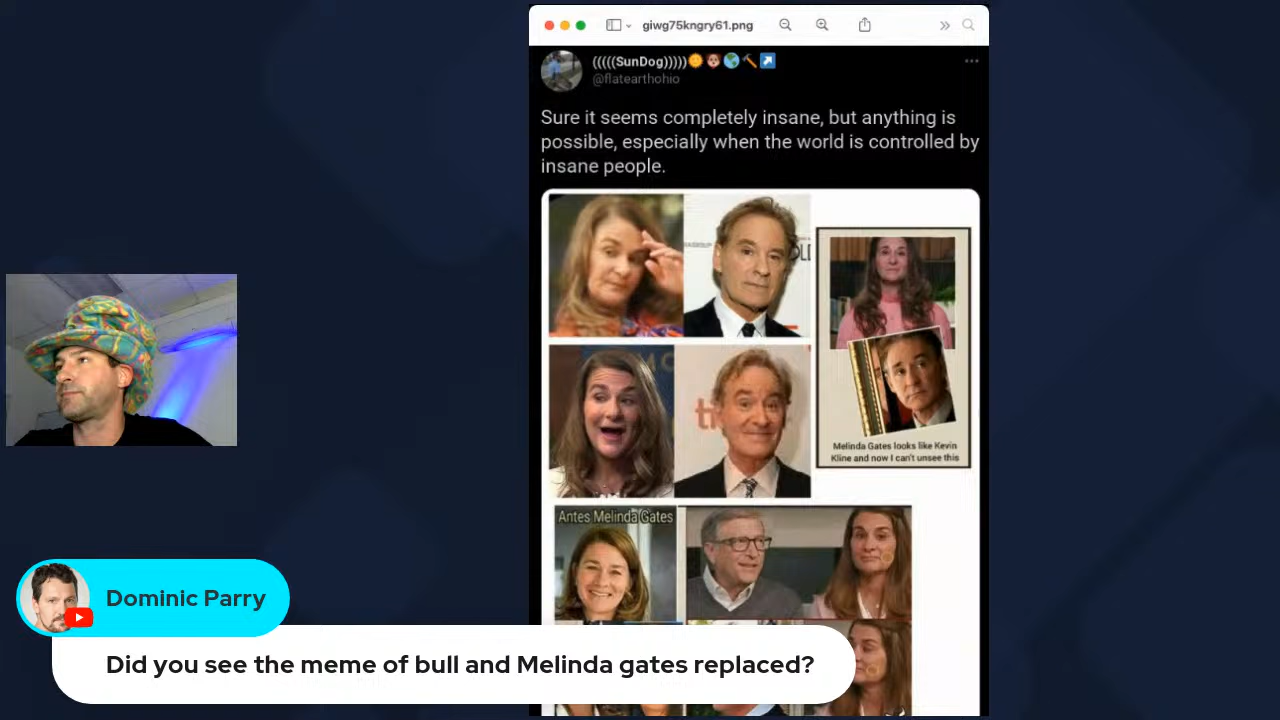 giwg75kngry61.png
(((((SunDog)))))
@flatearthohio
Sure it seems completely insane, but anything is
possible, especially when the world is controlled by
insane people.
Melinda Gates looks like Kevin
Kline and now I can't unsee this
Antes Melinda Gates
Dominic Parry
Did you see the meme of bull and Melinda gates replaced?